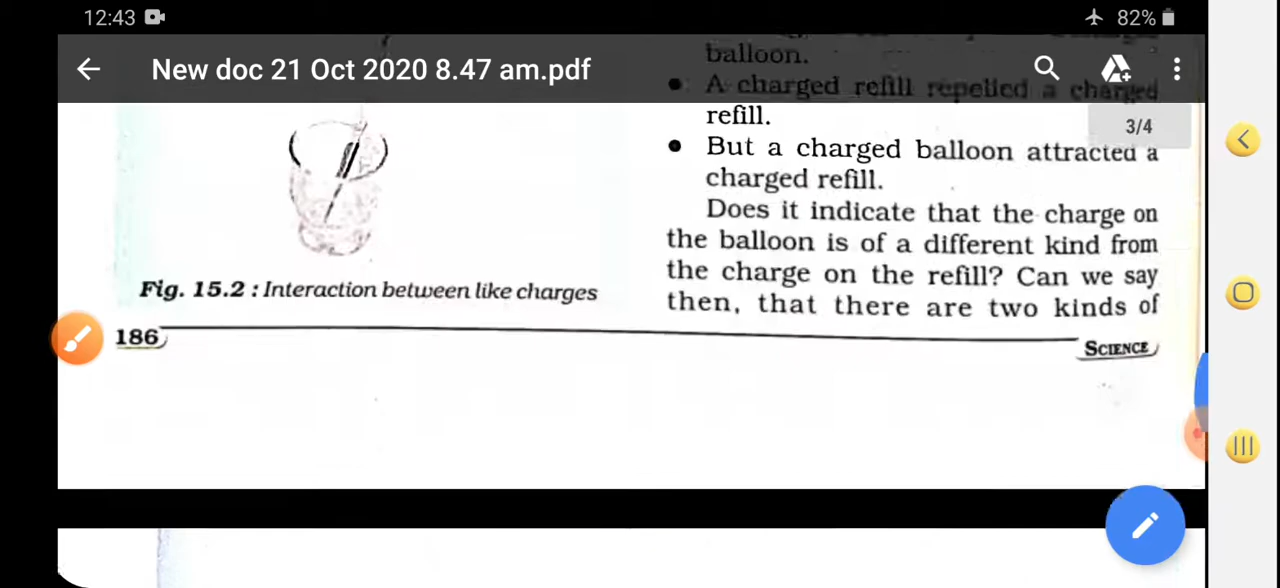 12:43
82%
New doc 21 Oct 2020 8.47 am.pdf
3/4
Fig. 15.2 : Interaction between like charges
186
balloon.
• A charged refill repelled a charged
refill.
• But a charged balloon attracted a
charged refill.
Does it indicate that the charge on
the balloon is of a different kind from
the charge on the refill? Can we say
then, that there are two kinds of
SCIENCE